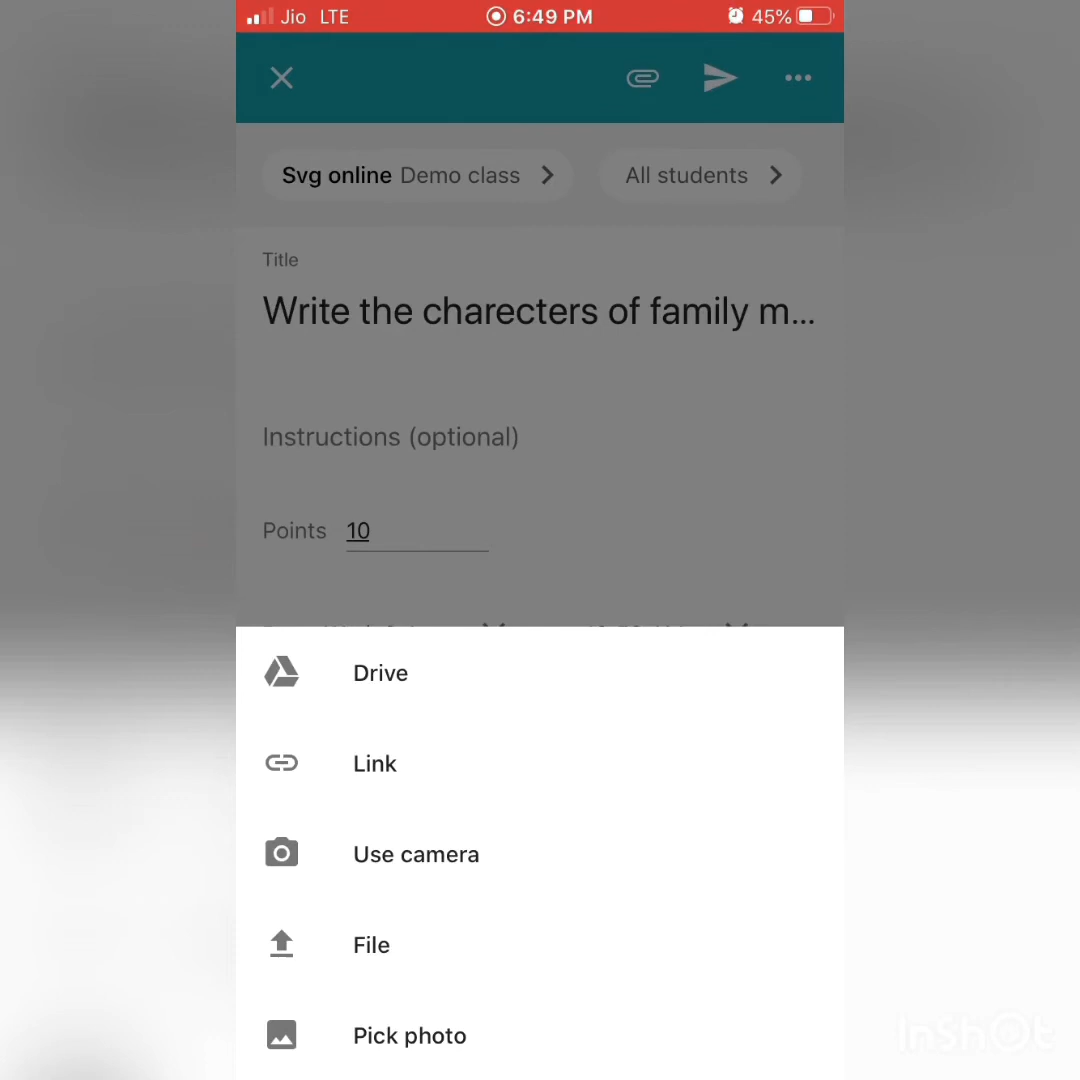 Jio LTE 6:49 PM 45%
Svg online Demo class All students
Title
Write the charecters of family m...
Instructions (optional)
Points 10
Drive
Link
Use camera
File
Pick photo
InShOt